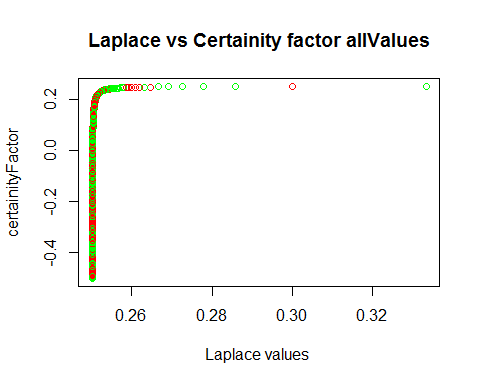 Laplace vs Certainity factor allValues
certainityFactor
0.2
0.0
-0.2
-0.4
0.26
0.28
0.30
0.32
Laplace values